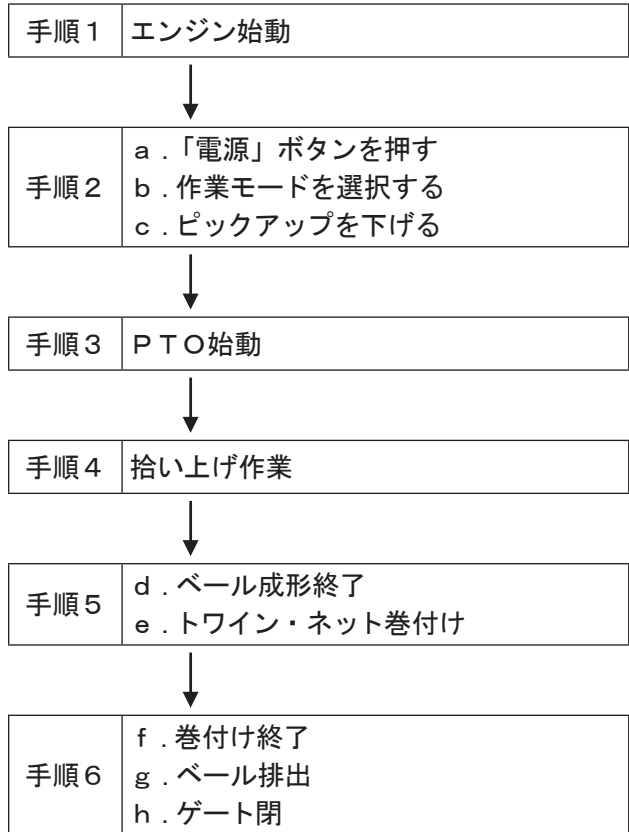 手順１ エンジン始動
手順２
ａ．「電源」ボタンを押す
ｂ．作業モードを選択する
ｃ．ピックアップを下げる
手順３ ＰＴＯ始動
手順４ 拾い上げ作業
手順５
ｄ．ベール成形終了
ｅ．トワイン・ネット巻付け
手順６
ｆ．巻付け終了
ｇ．ベール排出
ｈ．ゲート閉